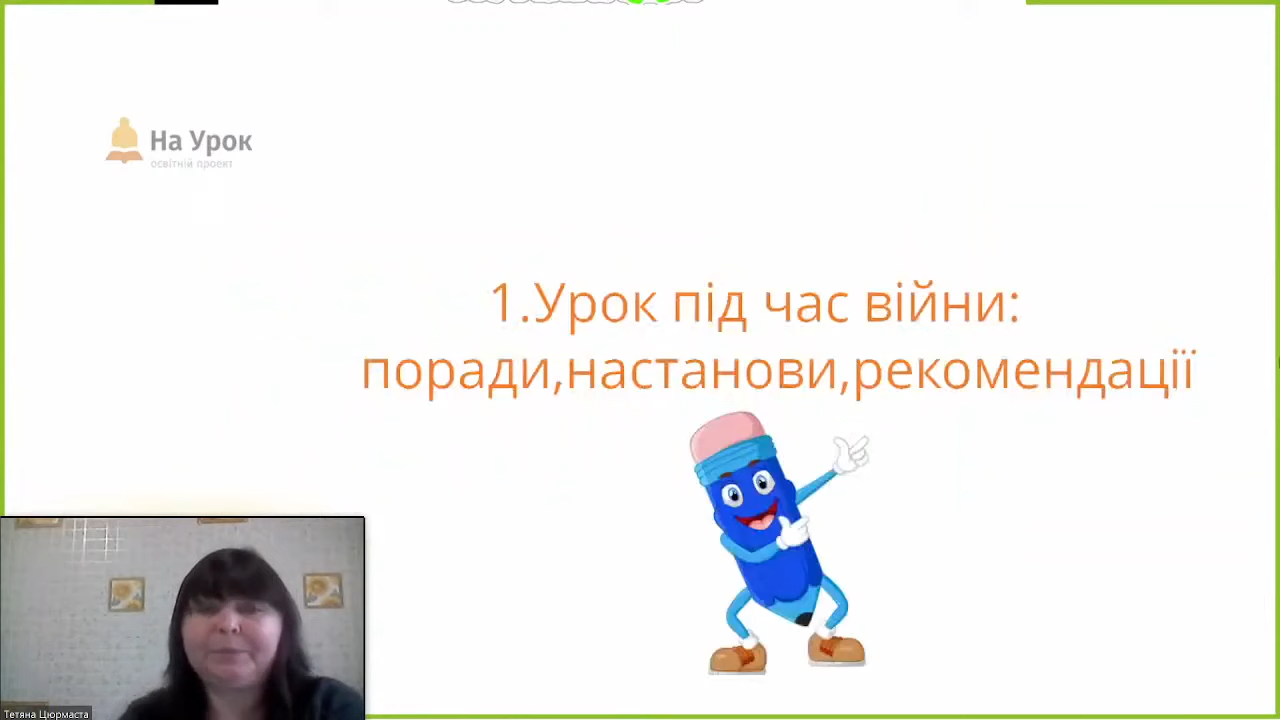 На Урок
освітній проект
1.Урок під час війни:
поради,настанови,рекомендації
Тетяна Цюрмаста